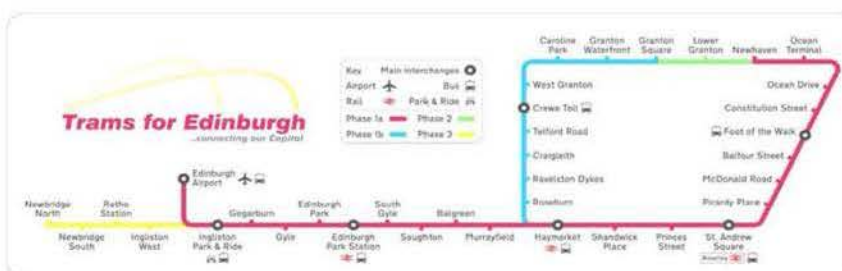 Trams for Edinburgh
...connecting our Capital
Key
Main interchanges
Airport
Bus
Rail
Park & Ride
Phase 1a
Phase 2
Phase 1b
Phase 3
Caroline
Park
Granton
Waterfront
Granton
Square
Lower
Granton
Newhaven
Ocean
Terminal
West Granton
Crewe Toll
Telford Road
Craigleith
Ravelston Dykes
Roseburn
Ocean Drive
Constitution Street
Foot of the Walk
Balfour Street
McDonald Road
Picardy Place
Edinburgh
Airport
Newbridge
North
Ratho
Station
Gogarburn
Edinburgh
Park
South
Gyle
Balgreen
Newbridge
South
Ingliston
West
Ingliston
Park & Ride
Gyle
Edinburgh
Park Station
Saughton
Murrayfield
Haymarket
Shandwick
Place
Princes
Street
St. Andrew
Square
Waverley